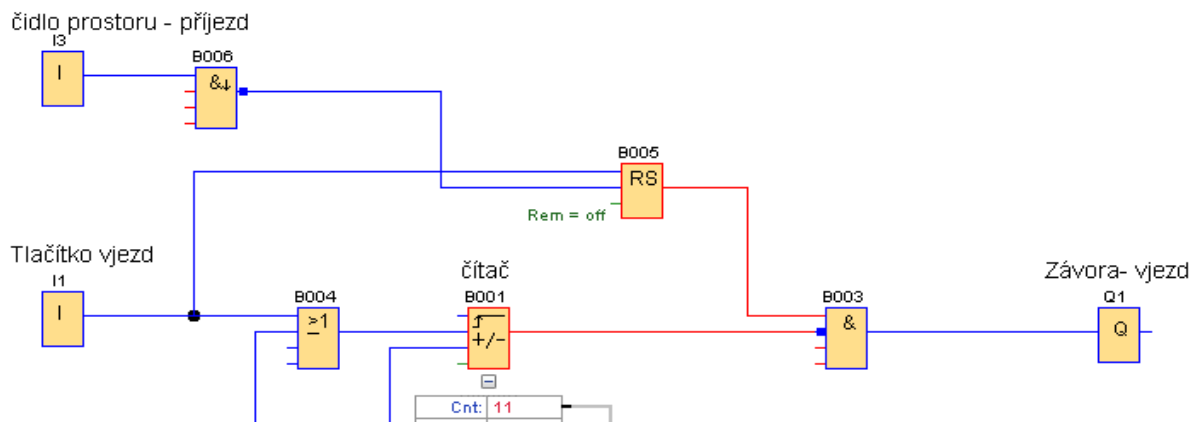 čidlo prostoru - příjezd
I3
I
B006
&↓
B005
RS
Rem = off
Tlačítko vjezd
I1
I
B004
≥1
čítač
B001
+/-
Cnt: 11
B003
&
Závora- vjezd
Q1
Q